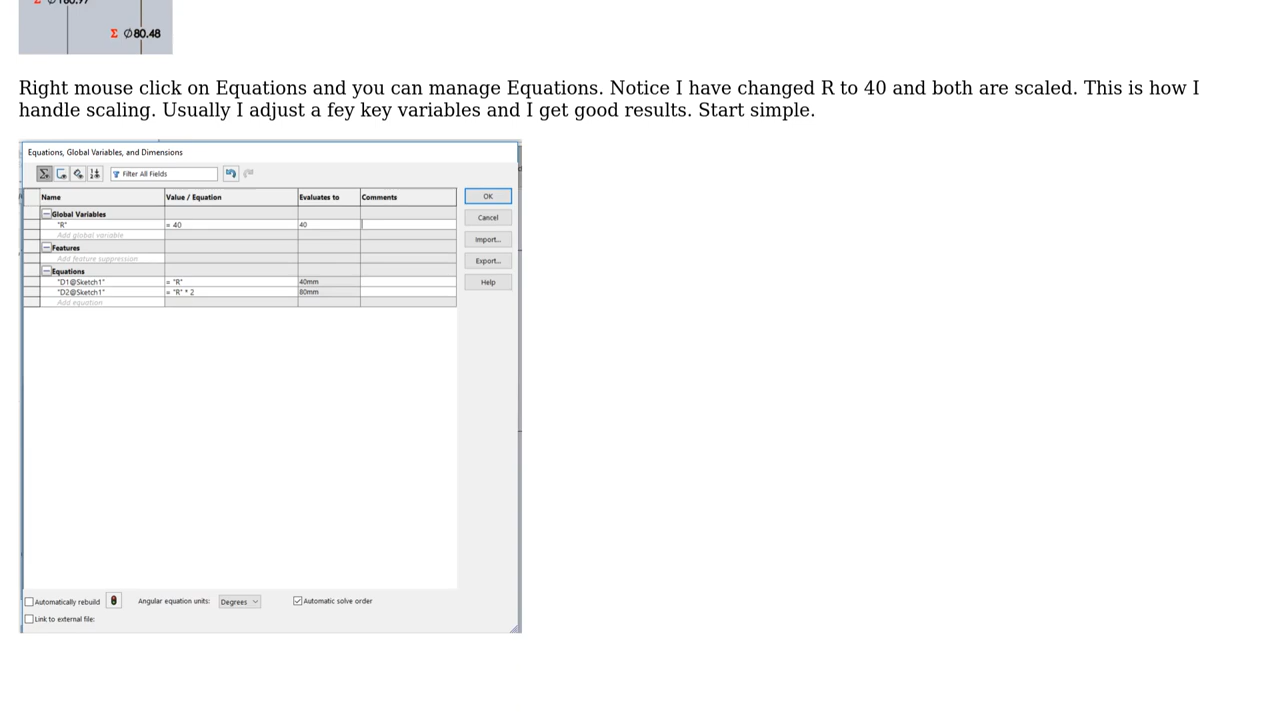 Σ Ø80.48
Right mouse click on Equations and you can manage Equations. Notice I have changed R to 40 and both are scaled. This is how I
handle scaling. Usually I adjust a fey key variables and I get good results. Start simple.
Equations, Global Variables, and Dimensions
Filter All Fields
Name Value / Equation Evaluates to Comments
OK
Global Variables
Cancel
"R" = 40 40
Add global variable
Import...
Features
Add feature suppression
Export...
Equations
"D1@Sketch1" = "R" 40mm
Help
"D2@Sketch1" = "R" * 2 80mm
Add equation
Automatically rebuild Angular equation units: Degrees Automatic solve order
Link to external file: